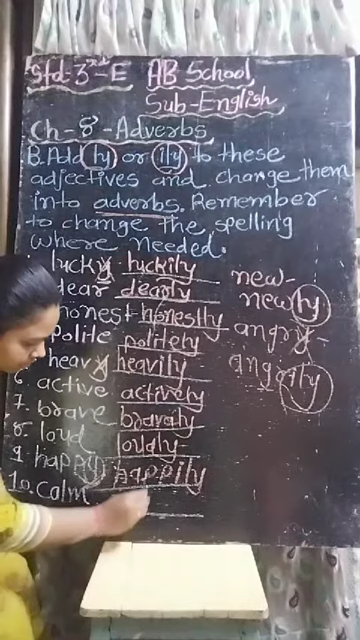 Std:-3rd-E AB School
Sub-English
Ch-8-Adverbs
B. Add ly or ily to these
adjectives and change them
into adverbs. Remember
to change the spelling
where needed.
lucky luckily
dear dearly
honest honestly
Polite politely
heavy heavily
6. active actively
7. brave bravely
8. loud loudly
9. happy happily
10. calm
new-
newly
angry-
angrily